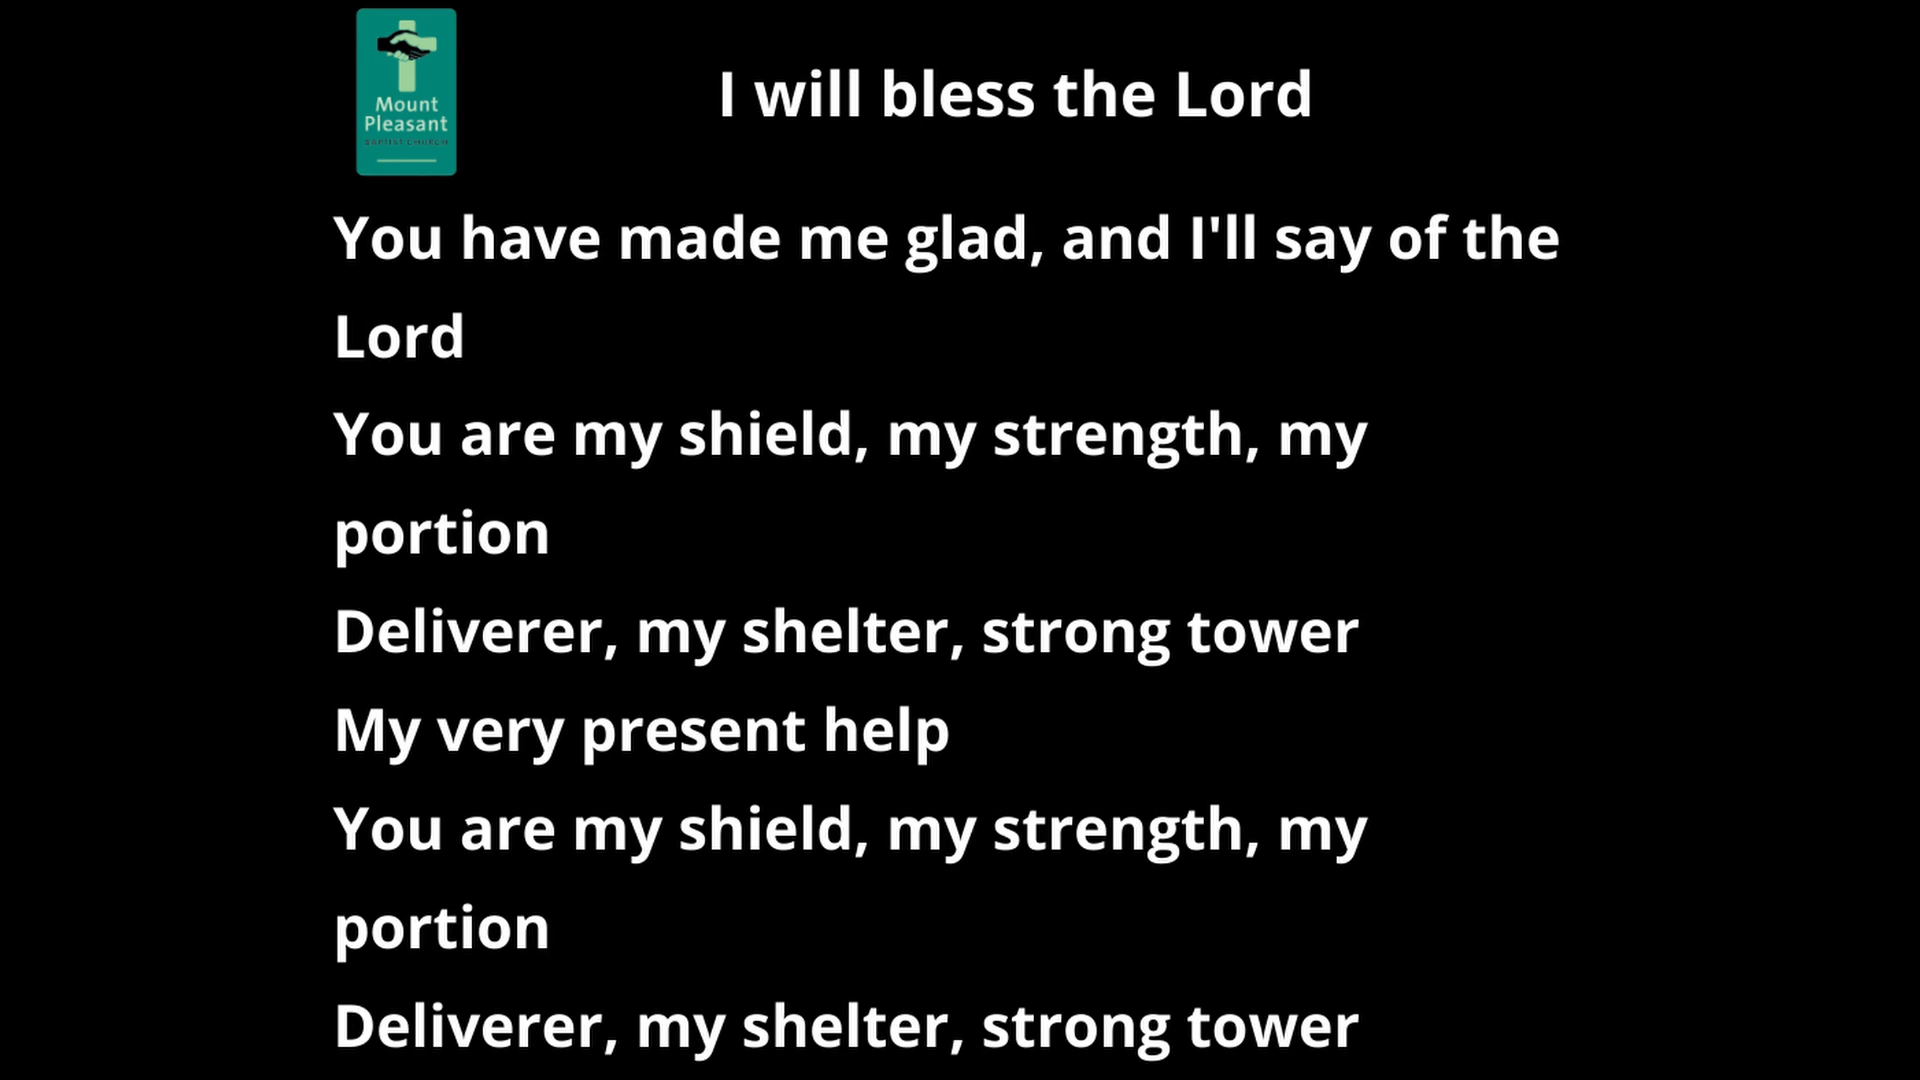 Mount
Pleasant
BAPTIST CHURCH
I will bless the Lord
You have made me glad, and I'll say of the
Lord
You are my shield, my strength, my
portion
Deliverer, my shelter, strong tower
My very present help
You are my shield, my strength, my
portion
Deliverer, my shelter, strong tower